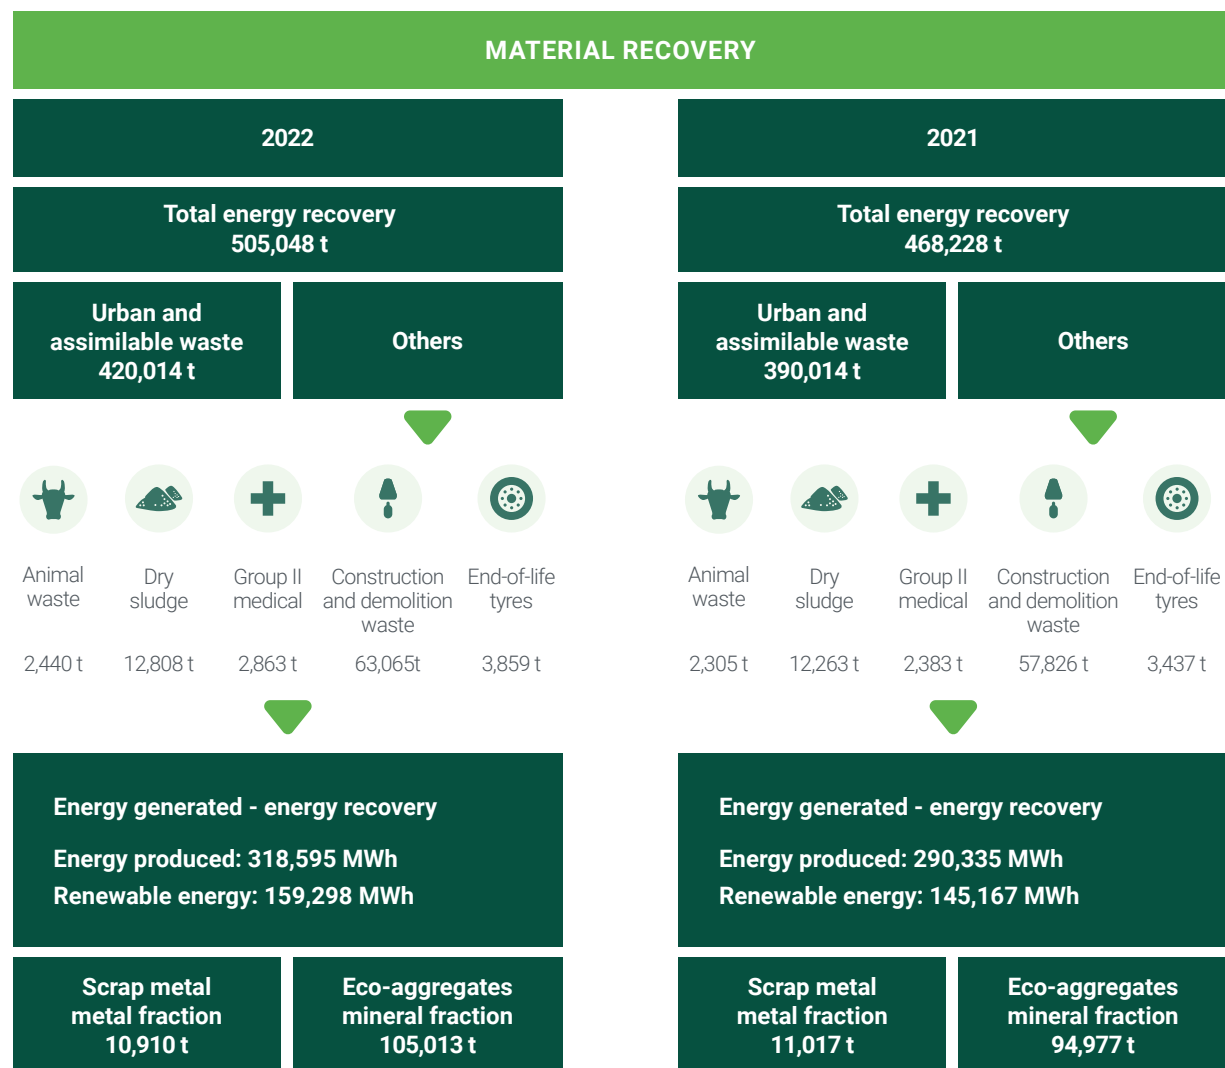 MATERIAL RECOVERY
2022
Total energy recovery
505,048 t
Urban and
assimilable waste
420,014 t
Others
Animal
waste
2,440 t
Dry
sludge
12,808 t
Group II
medical
2,863 t
Construction
and demolition
waste
63,065t
End-of-life
tyres
3,859 t
Energy generated - energy recovery
Energy produced: 318,595 MWh
Renewable energy: 159,298 MWh
Scrap metal
metal fraction
10,910 t
Eco-aggregates
mineral fraction
105,013 t
2021
Total energy recovery
468,228 t
Urban and
assimilable waste
390,014 t
Others
Animal
waste
2,305 t
Dry
sludge
12,263 t
Group II
medical
2,383 t
Construction
and demolition
waste
57,826 t
End-of-life
tyres
3,437 t
Energy generated - energy recovery
Energy produced: 290,335 MWh
Renewable energy: 145,167 MWh
Scrap metal
metal fraction
11,017 t
Eco-aggregates
mineral fraction
94,977 t